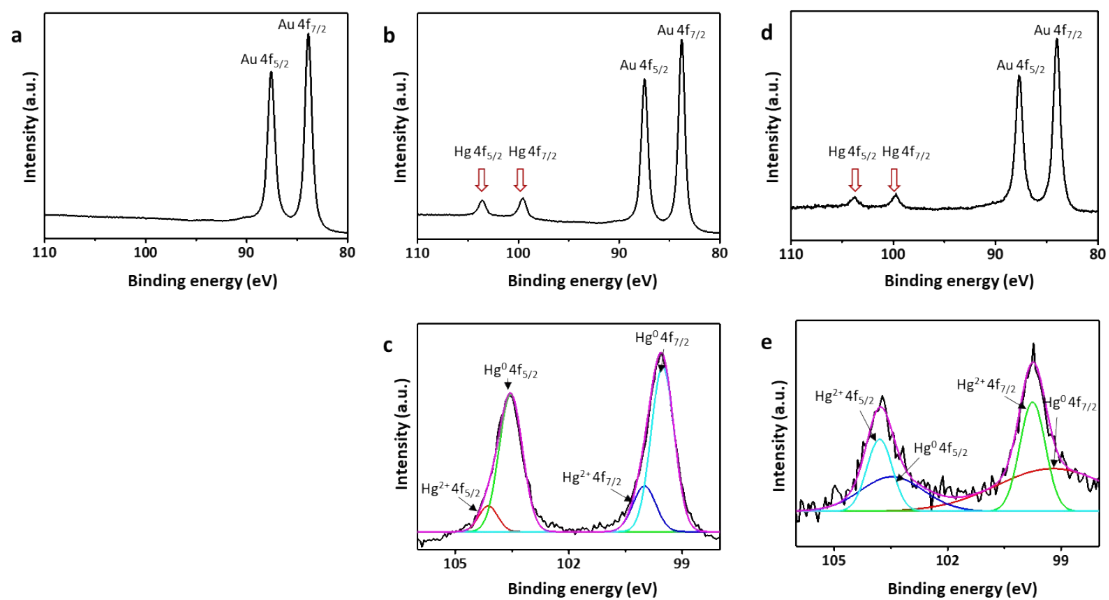 a
Au 4f7/2
Au 4f5/2
Intensity (a.u.)
110 100 90 80
Binding energy (eV)
b
Au 4f7/2
Au 4f5/2
Hg 4f5/2 Hg 4f7/2
Intensity (a.u.)
110 100 90 80
Binding energy (eV)
d
Au 4f7/2
Au 4f5/2
Hg 4f5/2 Hg 4f7/2
Intensity (a.u.)
110 100 90 80
Binding energy (eV)
c
Hg⁰ 4f7/2
Hg⁰ 4f5/2
Hg²⁺ 4f7/2
Hg²⁺ 4f5/2
Intensity (a.u.)
105 102 99
Binding energy (eV)
e
Hg²⁺ 4f7/2
Hg²⁺ 4f5/2
Hg⁰ 4f7/2
Hg⁰ 4f5/2
Intensity (a.u.)
105 102 99
Binding energy (eV)